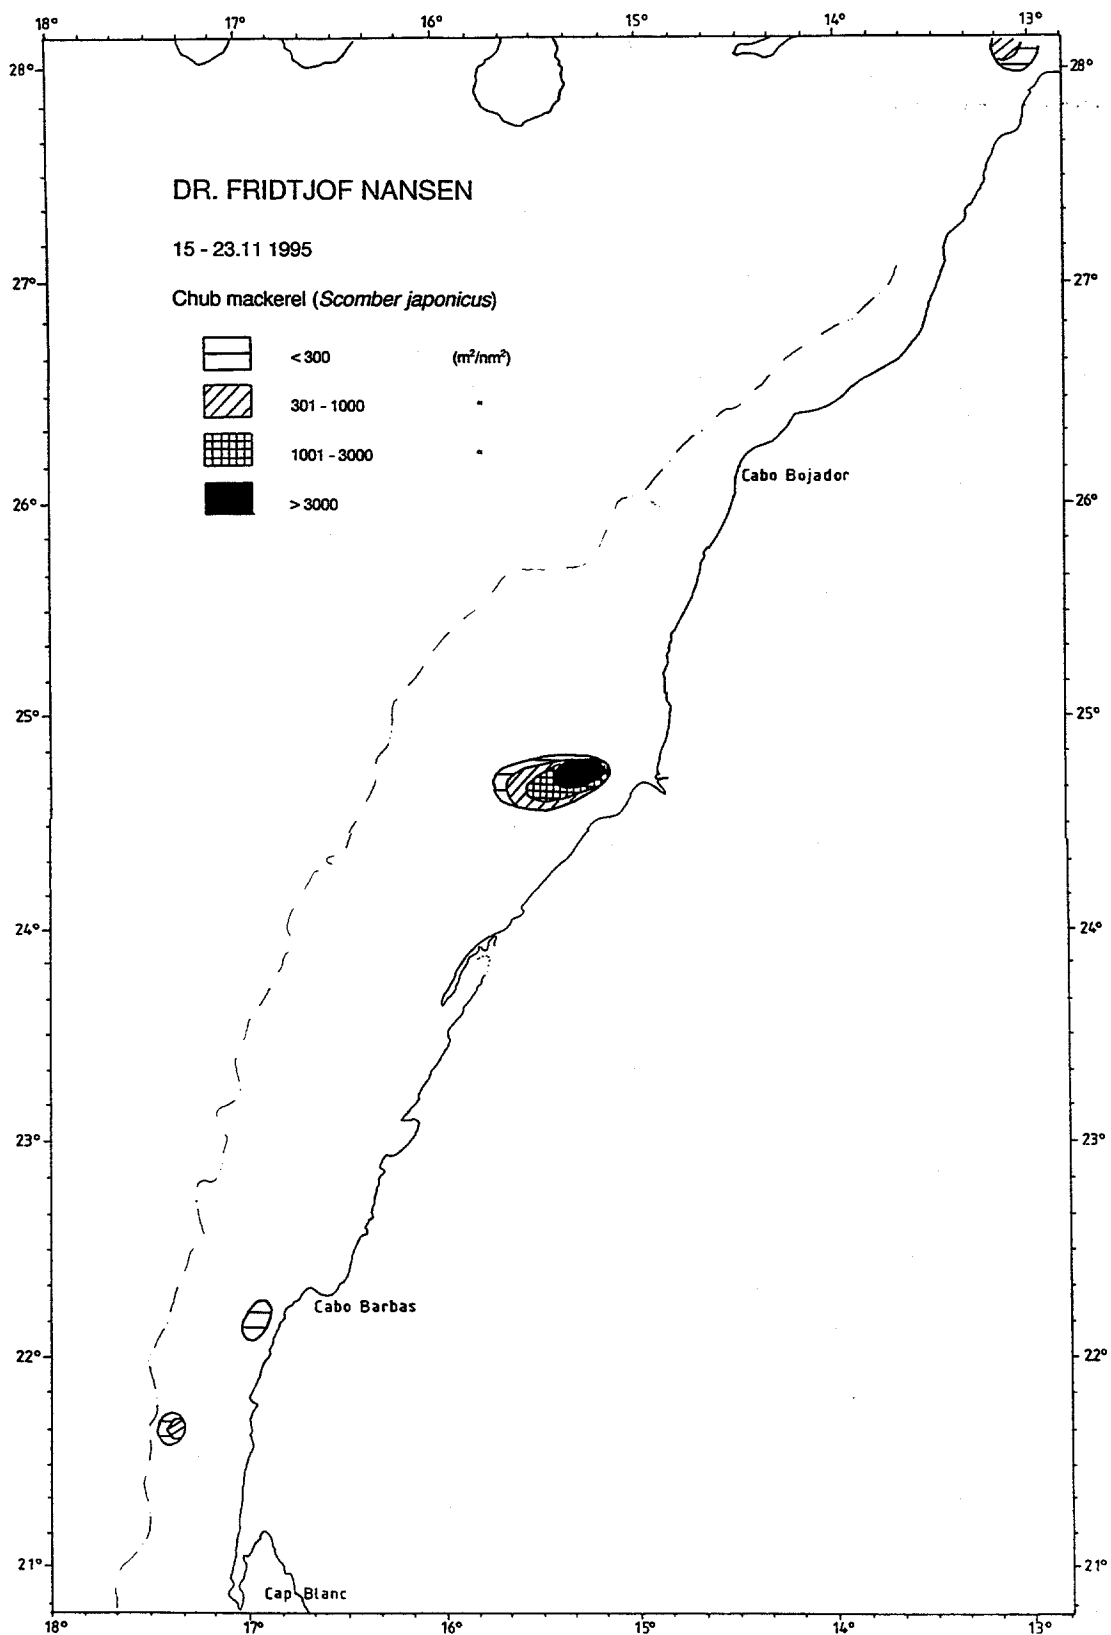 18° 17° 16° 15° 14° 13°
28° 28°
DR. FRIDTJOF NANSEN
15 - 23.11 1995
27° 27°
Chub mackerel (Scomber japonicus)
< 300 (m²/nm²)
301 - 1000 "
1001 - 3000 "
> 3000
Cabo Bojador
26° 26°
25° 25°
24° 24°
23° 23°
Cabo Barbas
22° 22°
21° 21°
Cap Blanc
18° 17° 16° 15° 14° 13°